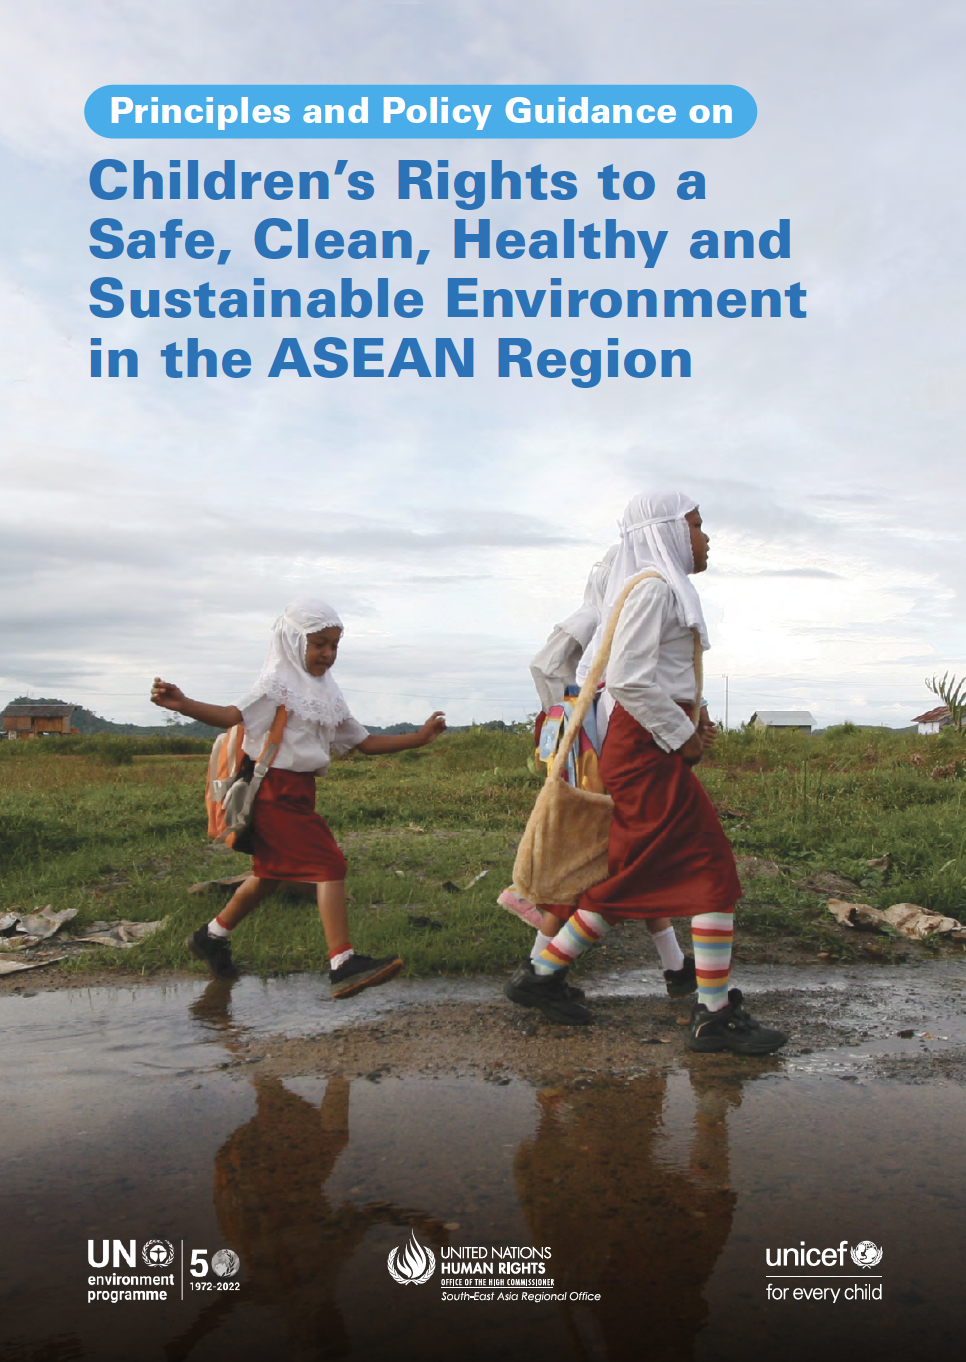 Principles and Policy Guidance on
Children's Rights to a
Safe, Clean, Healthy and
Sustainable Environment
in the ASEAN Region
UN
environment
programme
50
1972-2022
UNITED NATIONS
HUMAN RIGHTS
OFFICE OF THE HIGH COMMISSIONER
South-East Asia Regional Office
unicef
for every child